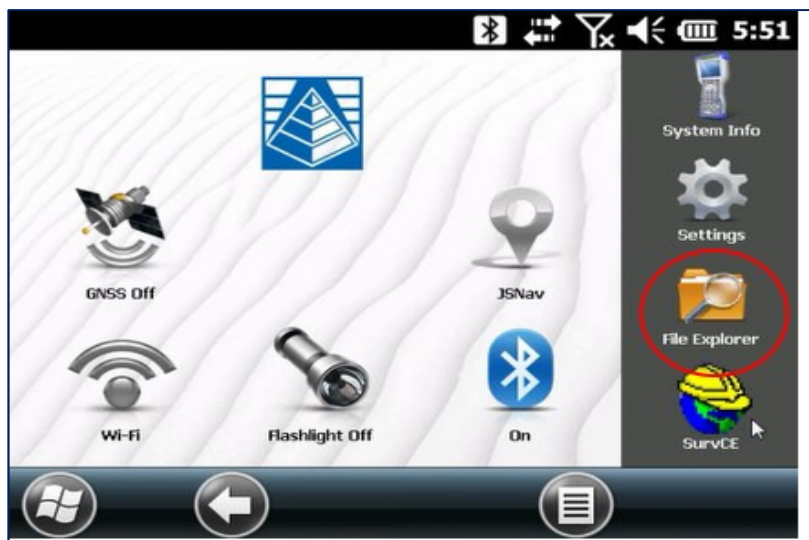 5:51
System Info
Settings
GNSS Off
JSNav
File Explorer
Wi-Fi
Flashlight Off
On
SurvCE